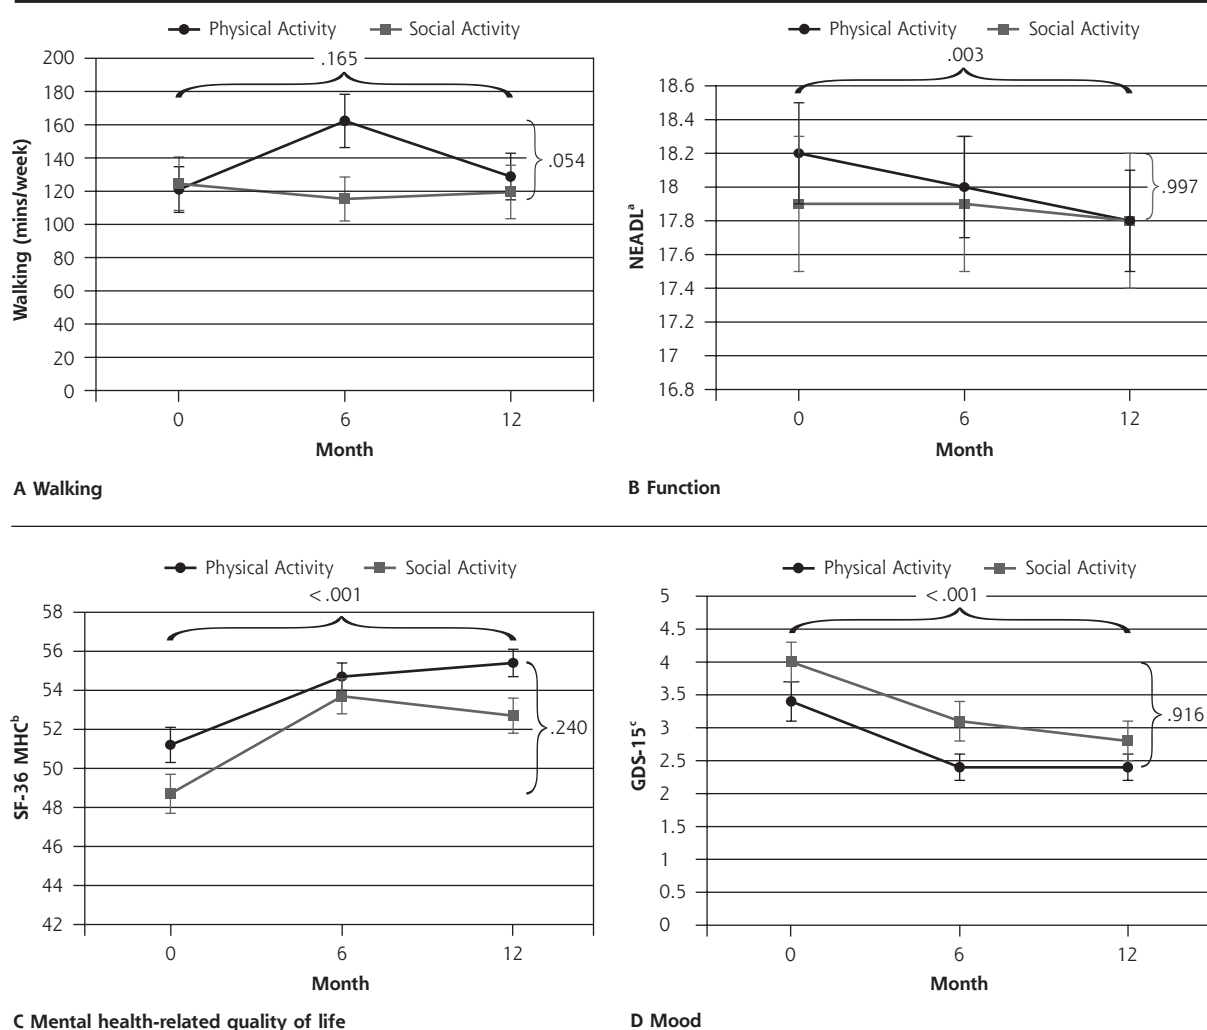 Physical Activity Social Activity
.165
200
180
160
140
120
100
80
60
40
20
0
Walking (mins/week)
.054
0 6 12
Month
A Walking
Physical Activity Social Activity
.003
18.6
18.4
18.2
18
17.8
17.6
17.4
17.2
17
16.8
NEADLa
.997
0 6 12
Month
B Function
Physical Activity Social Activity
<.001
58
56
54
52
50
48
46
44
42
SF-36 MHCb
.240
0 6 12
Month
C Mental health-related quality of life
Physical Activity Social Activity
<.001
5
4.5
4
3.5
3
2.5
2
1.5
1
0.5
0
GDS-15c
.916
0 6 12
Month
D Mood